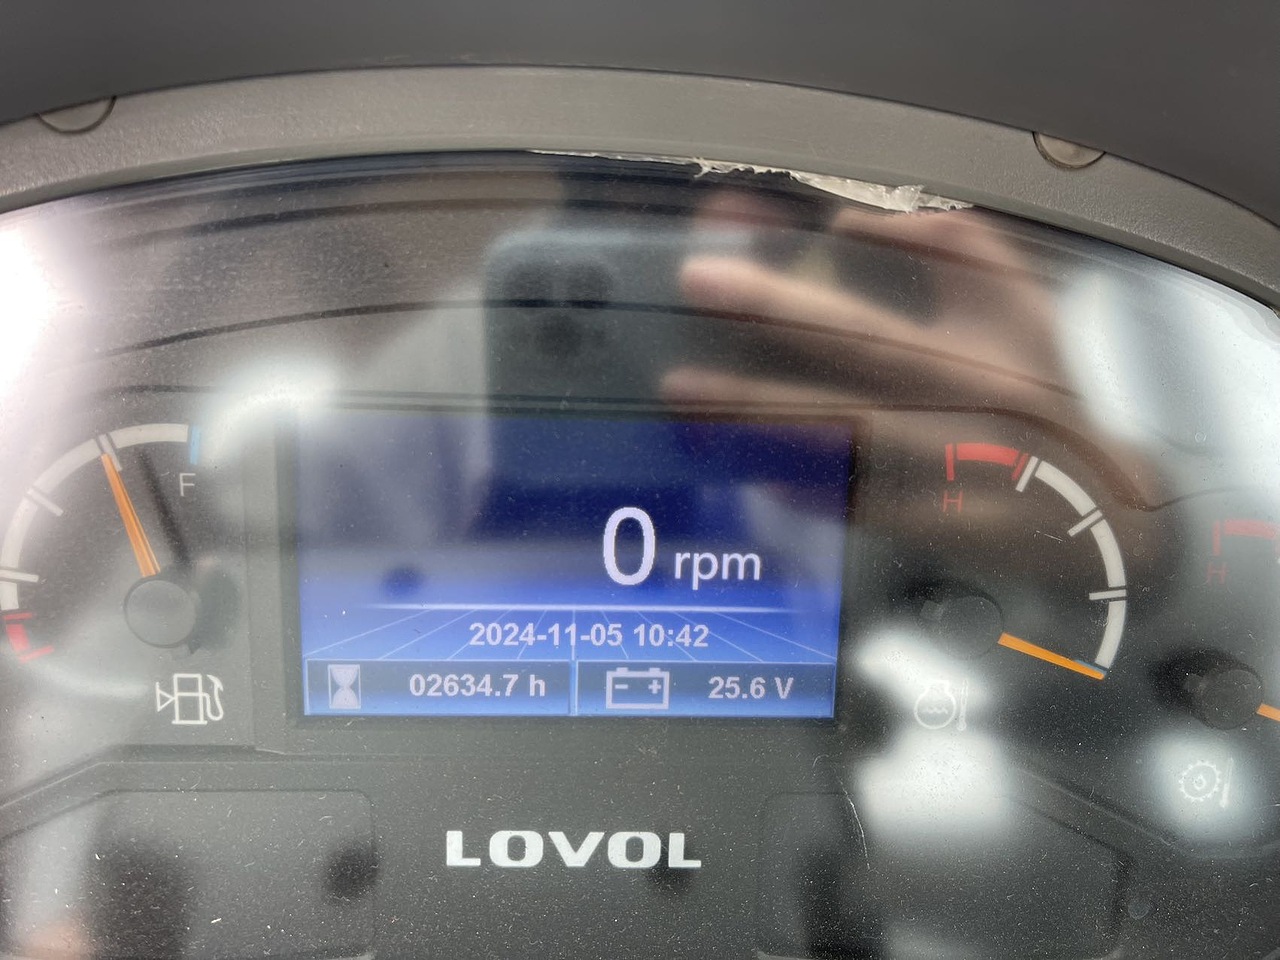 F
H
H
0 rpm
2024-11-05 10:42
02634.7 h
25.6 V
LOVOL